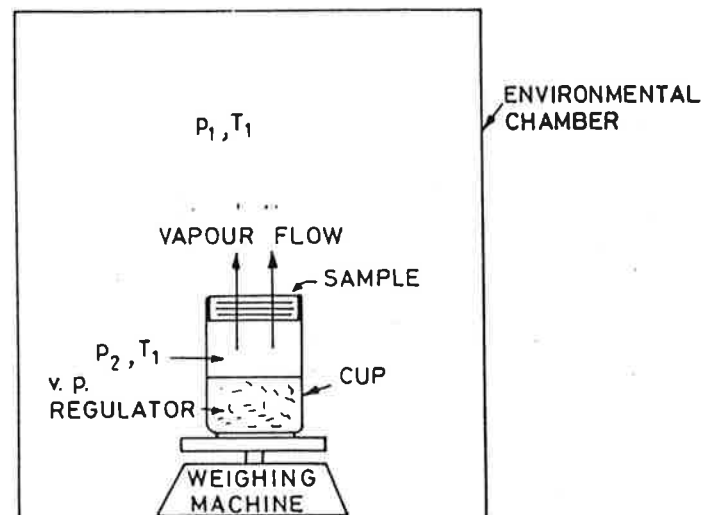 ENVIRONMENTAL
CHAMBER
p₁, T₁
VAPOUR FLOW
SAMPLE
p₂, T₁
v. p.
REGULATOR
CUP
WEIGHING
MACHINE